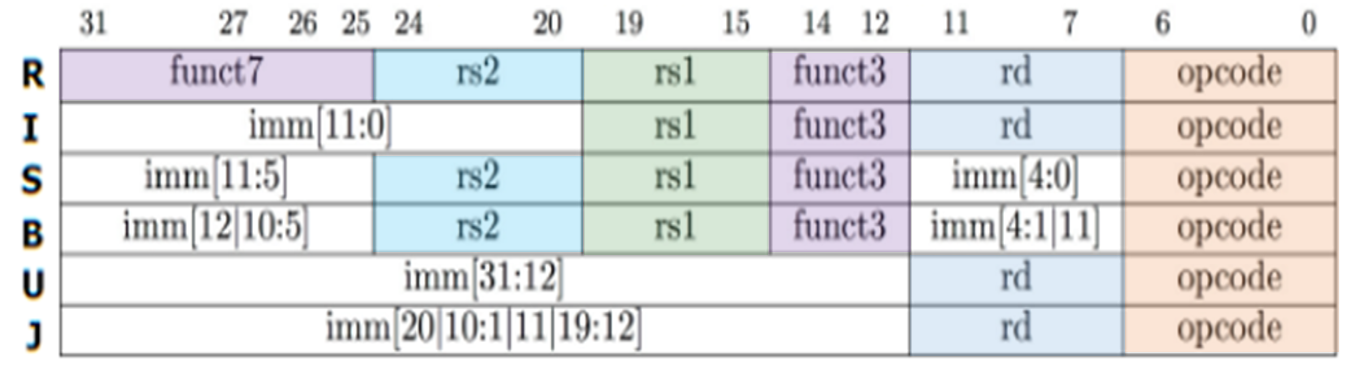 31 27 26 25 24 20 19 15 14 12 11 7 6 0
R funct7 rs2 rs1 funct3 rd opcode
I imm[11:0] rs1 funct3 rd opcode
S imm[11:5] rs2 rs1 funct3 imm[4:0] opcode
B imm[12|10:5] rs2 rs1 funct3 imm[4:1|11] opcode
U imm[31:12] rd opcode
J imm[20|10:1|11|19:12] rd opcode